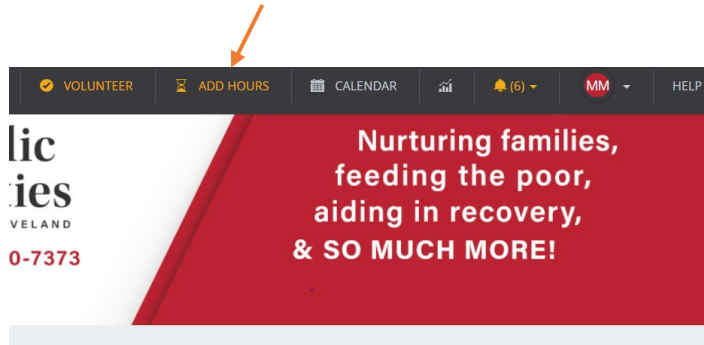 VOLUNTEER ADD HOURS CALENDAR (6) MM HELP
lic
ies
VELAND
0-7373
Nurturing families,
feeding the poor,
aiding in recovery,
& SO MUCH MORE!